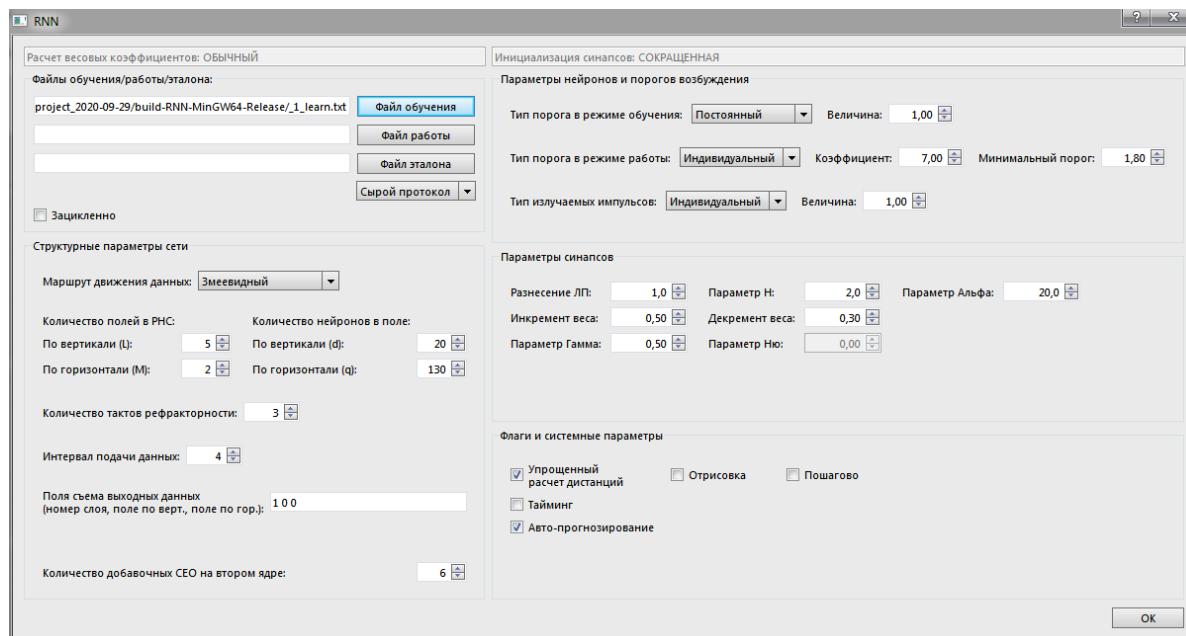 RNN
Расчет весовых коэффициентов: ОБЫЧНЫЙ
Файлы обучения/работы/эталона:
project_2020-09-29/build-RNN-MinGW64-Release/_1_learn.txt Файл обучения
Файл работы
Файл эталона
Сырой протокол
Зацикленно
Структурные параметры сети
Маршрут движения данных: Змеевидный
Количество полей в РНС: Количество нейронов в поле:
По вертикали (L): 5 По вертикали (d): 20
По горизонтали (M): 2 По горизонтали (q): 130
Количество тактов рефракторности: 3
Интервал подачи данных: 4
Поля съема выходных данных
(номер слоя, поле по верт., поле по гор.): 1 0 0
Количество добавочных СЕО на втором ядре: 6
Инициализация синапсов: СОКРАЩЕННАЯ
Параметры нейронов и порогов возбуждения
Тип порога в режиме обучения: Постоянный Величина: 1,00
Тип порога в режиме работы: Индивидуальный Коэффициент: 7,00 Минимальный порог: 1,80
Тип излучаемых импульсов: Индивидуальный Величина: 1,00
Параметры синапсов
Разнесение ЛП: 1,0 Параметр H: 2,0 Параметр Альфа: 20,0
Инкремент веса: 0,50 Декремент веса: 0,30
Параметр Гамма: 0,50 Параметр Ню: 0,00
Флаги и системные параметры
Упрощенный
расчет дистанций Отрисовка Пошагово
Тайминг
Авто-прогнозирование
OK